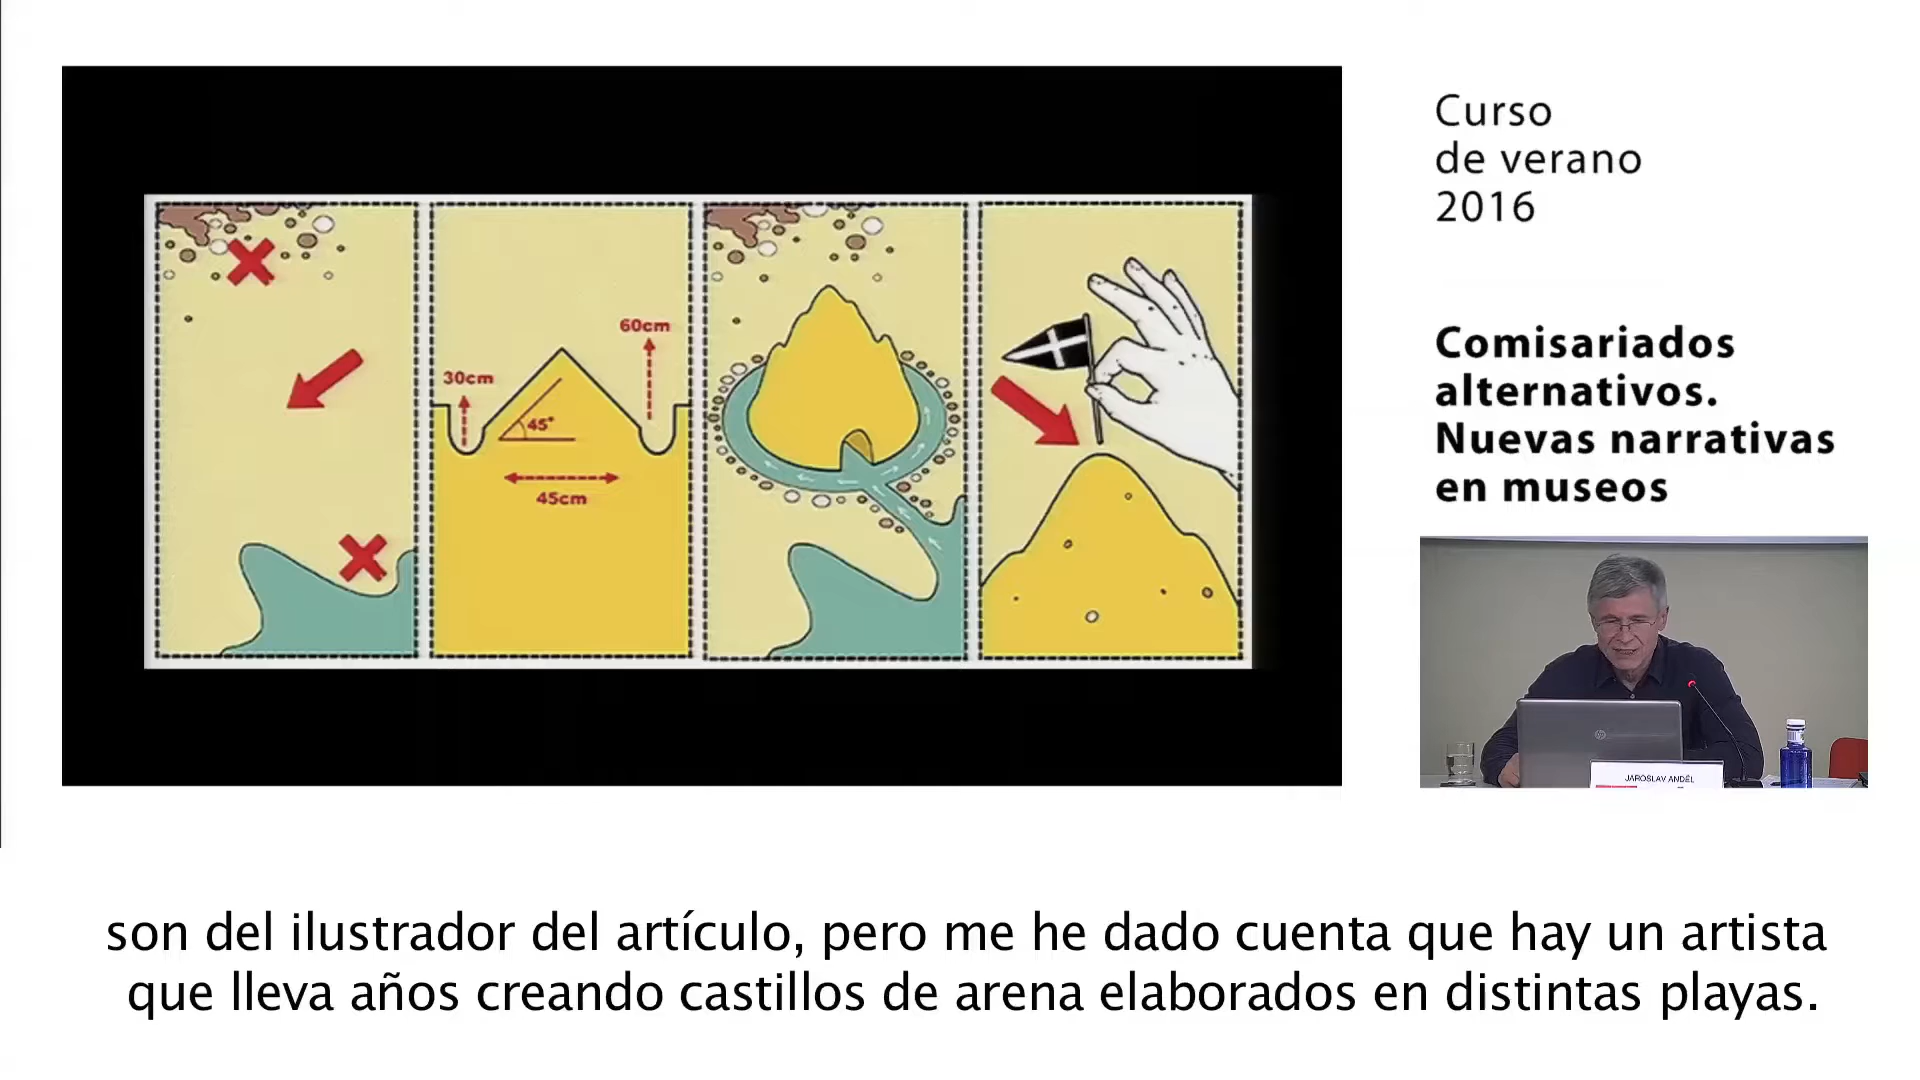 Curso
de verano
2016
Comisariados
alternativos.
Nuevas narrativas
en museos
30cm
60cm
45°
45cm
JAROSLAV ANDĚL
son del ilustrador del artículo, pero me he dado cuenta que hay un artista
que lleva años creando castillos de arena elaborados en distintas playas.